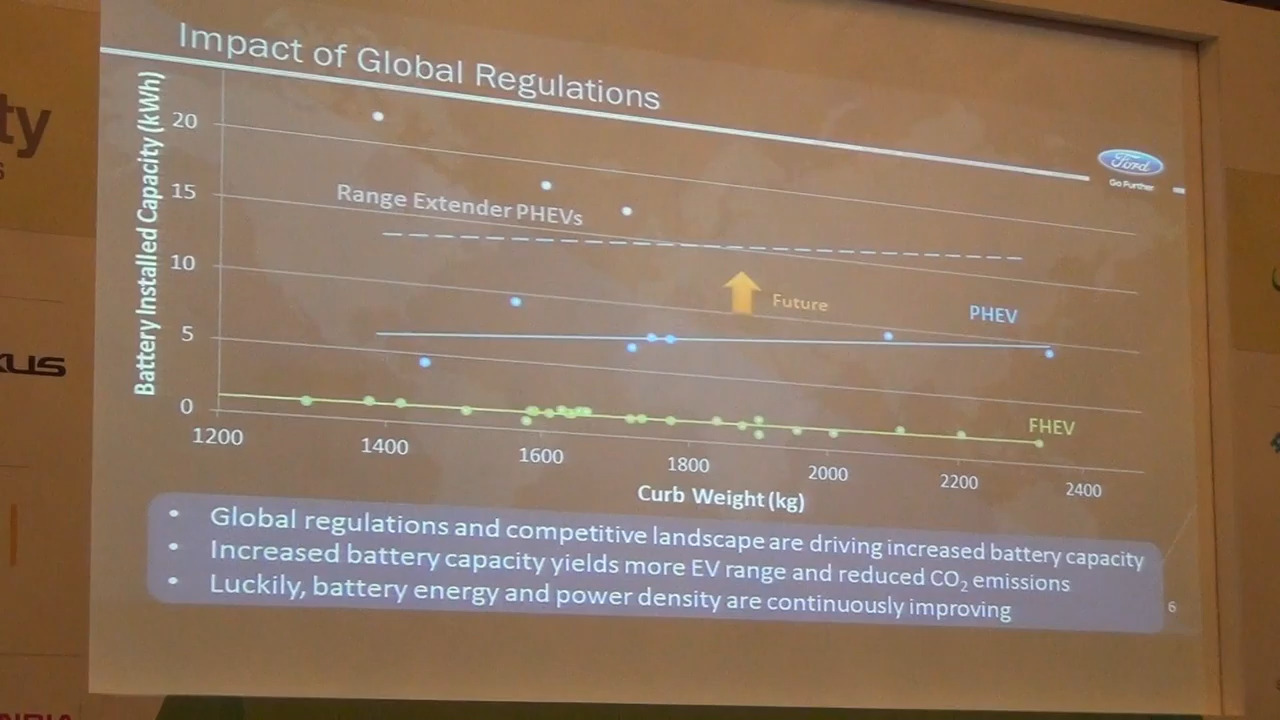 Impact of Global Regulations
ty
Ford
Go Further
Battery Installed Capacity (kWh)
20
15
10
5
0
Range Extender PHEVs
Future
PHEV
FHEV
1200
1400
1600
1800
2000
2200
2400
Curb Weight (kg)
• Global regulations and competitive landscape are driving increased battery capacity
• Increased battery capacity yields more EV range and reduced CO₂ emissions
• Luckily, battery energy and power density are continuously improving
6